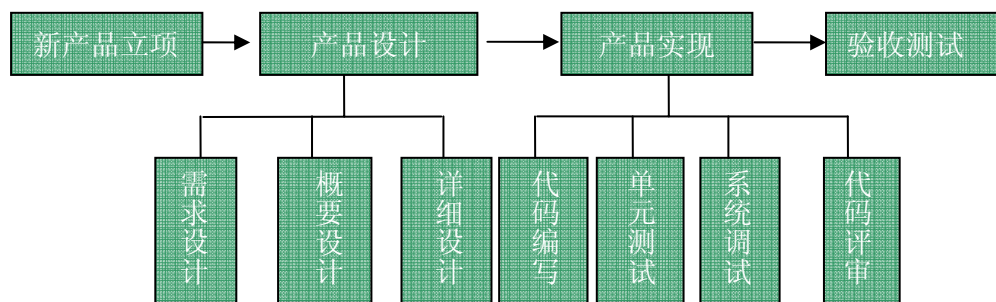 新产品立项
产品设计
产品实现
验收测试
需求设计
概要设计
详细设计
代码编写
单元测试
系统调试
代码评审